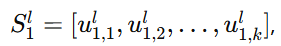 $S_1^l = [u_{1,1}^l, u_{1,2}^l, \ldots, u_{1,k}^l],$